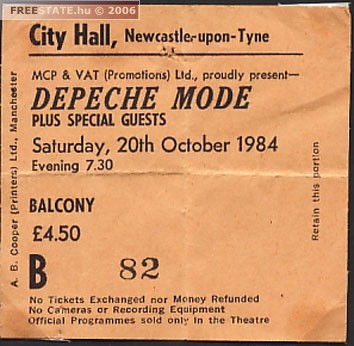 FREESTATE.hu © 2006
City Hall, Newcastle-upon-Tyne
MCP & VAT (Promotions) Ltd., proudly present—
DEPECHE MODE
PLUS SPECIAL GUESTS
Saturday, 20th October 1984
Evening 7.30
BALCONY
£4.50
B 82
No Tickets Exchanged nor Money Refunded
No Cameras or Recording Equipment
Official Programmes sold only in the Theatre
A. B. Cooper (Printers) Ltd., Manchester
Retain this portion